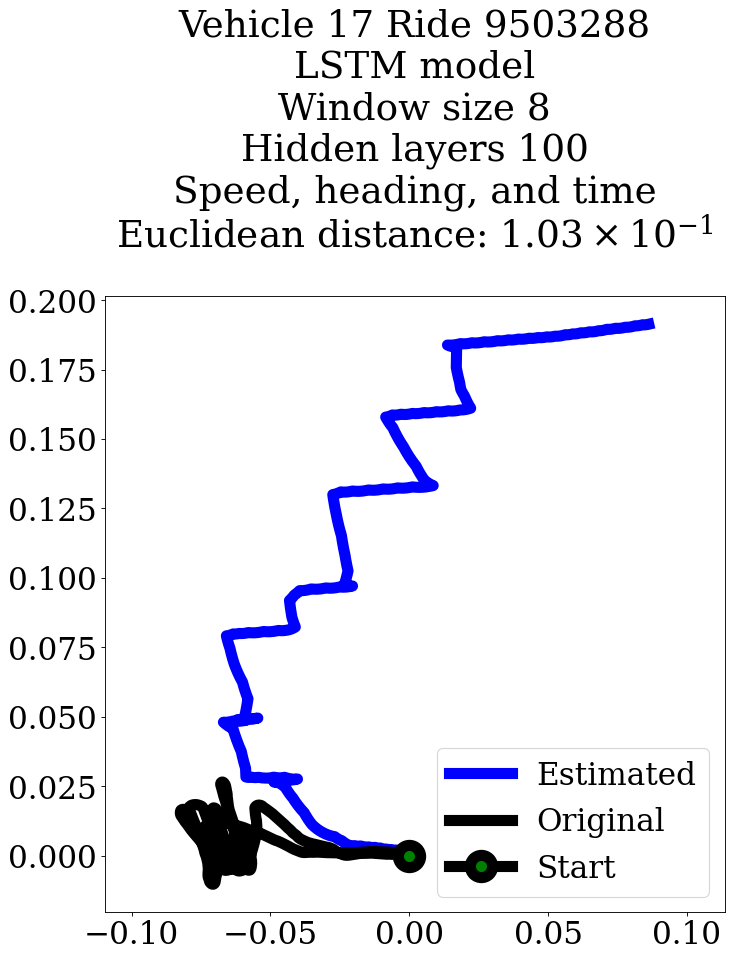 Vehicle 17 Ride 9503288
LSTM model
Window size 8
Hidden layers 100
Speed, heading, and time
Euclidean distance: 1.03 × 10⁻¹
0.200
0.175
0.150
0.125
0.100
0.075
0.050
0.025
0.000
Estimated
Original
Start
−0.10
−0.05
0.00
0.05
0.10